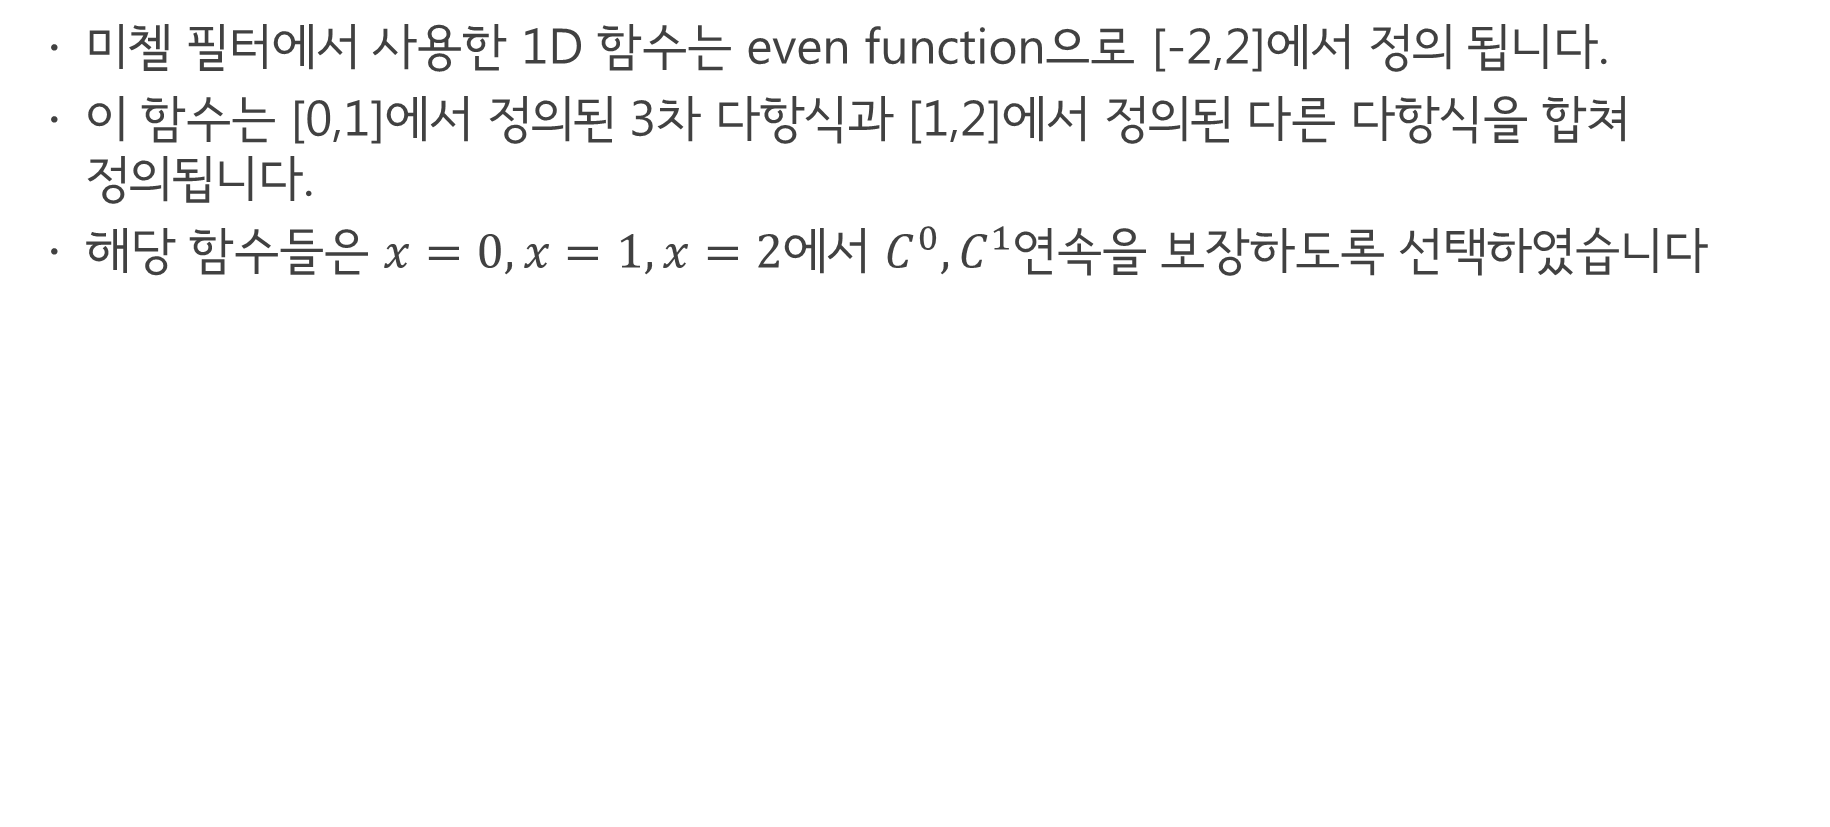 · 미첼 필터에서 사용한 1D 함수는 even function으로 [-2,2]에서 정의 됩니다.
· 이 함수는 [0,1]에서 정의된 3차 다항식과 [1,2]에서 정의된 다른 다항식을 합쳐
정의됩니다.
· 해당 함수들은 𝑥 = 0, 𝑥 = 1, 𝑥 = 2에서 𝐶⁰, 𝐶¹연속을 보장하도록 선택하였습니다